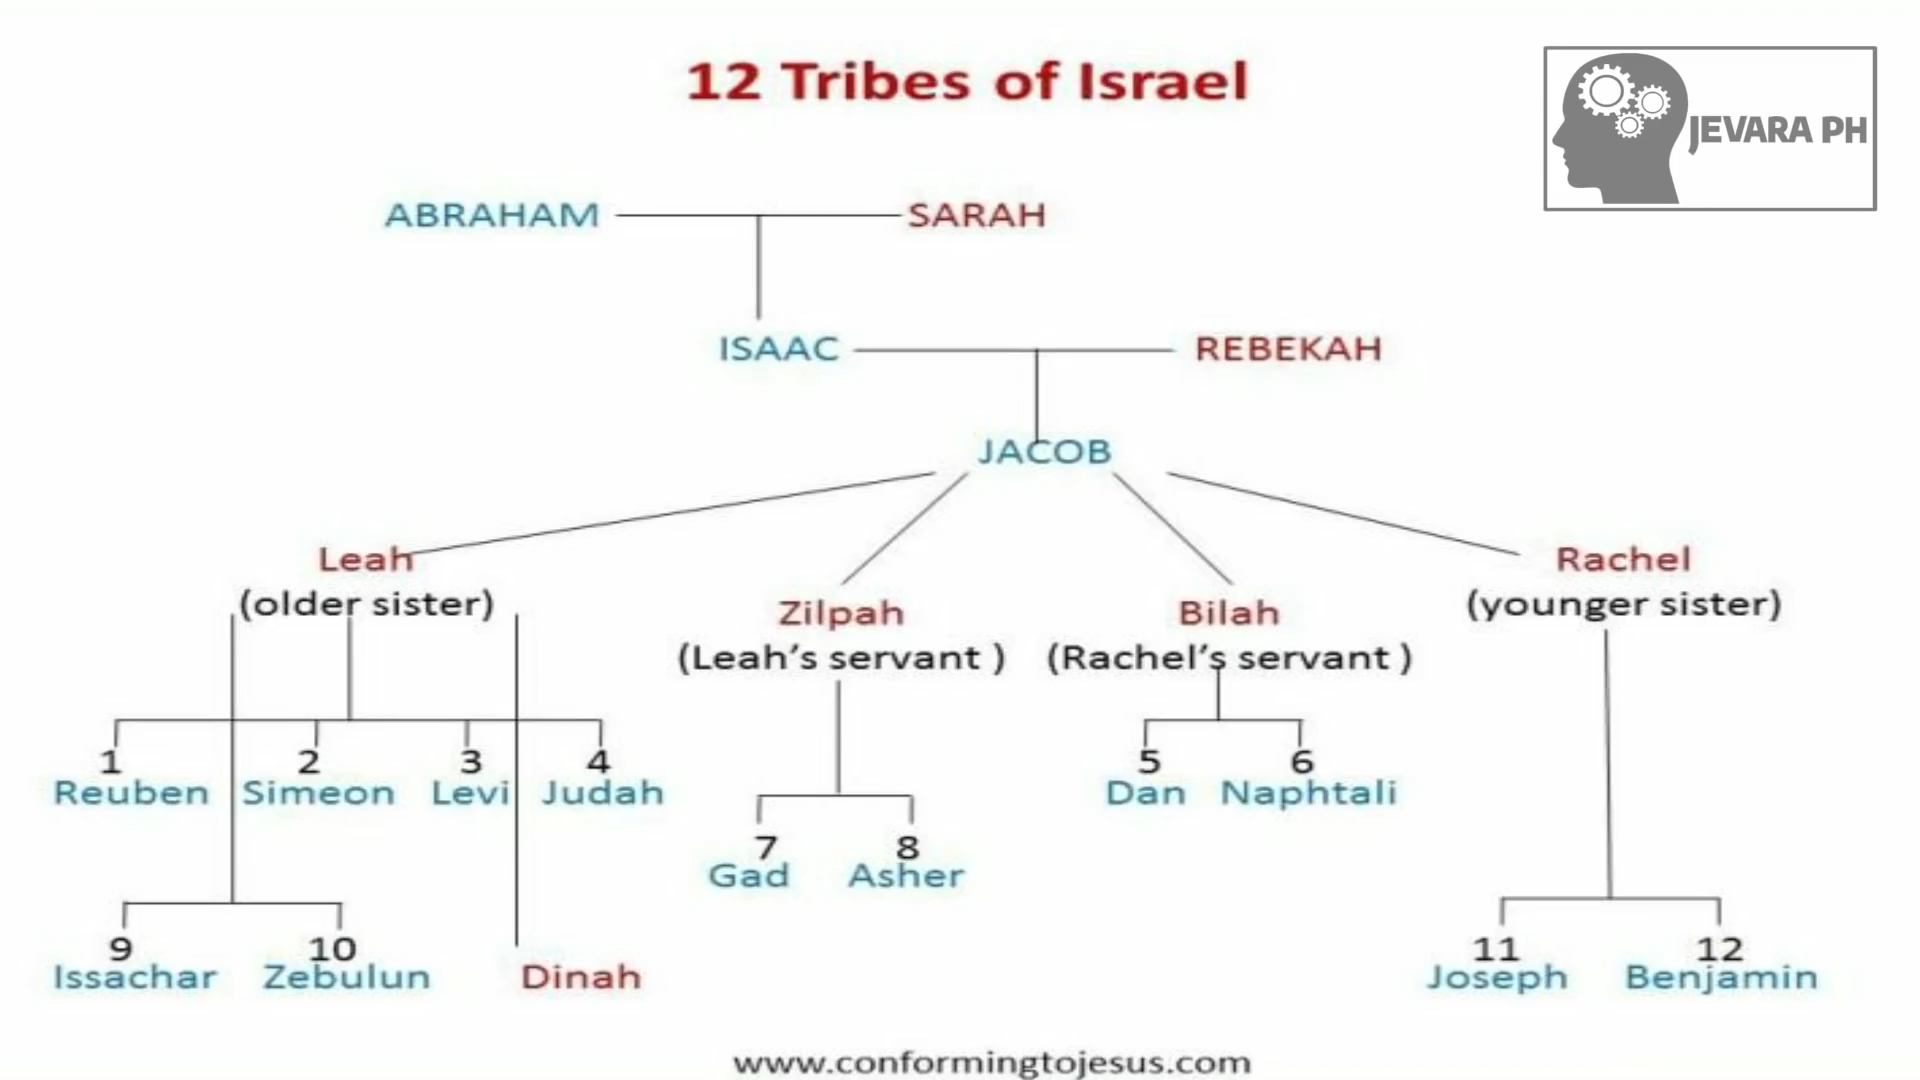 12 Tribes of Israel
JEVARA PH
ABRAHAM SARAH
ISAAC REBEKAH
JACOB
Leah
(older sister)
Rachel
(younger sister)
Zilpah
(Leah's servant )
Bilah
(Rachel's servant )
1 2 3 4
Reuben Simeon Levi Judah
5 6
Dan Naphtali
7 8
Gad Asher
9 10
Issachar Zebulun Dinah
11 12
Joseph Benjamin
www.conformingtojesus.com